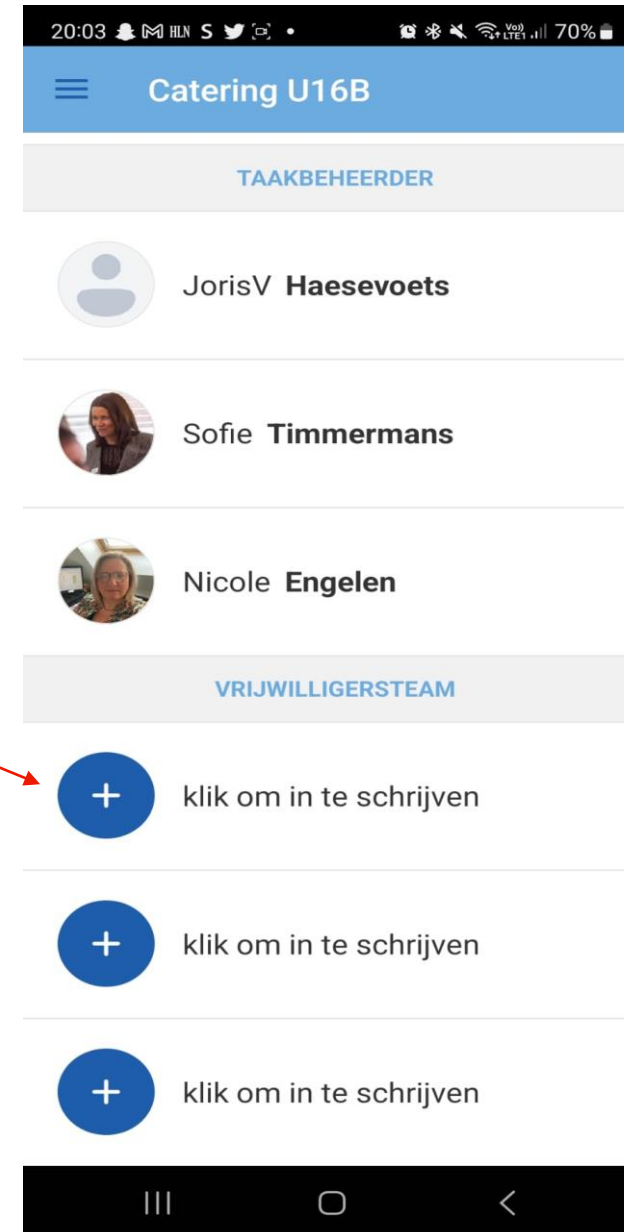 20:03 HLN S 70%
Catering U16B
TAAKBEHEERDER
JorisV Haesevoets
Sofie Timmermans
Nicole Engelen
VRIJWILLIGERSTEAM
klik om in te schrijven
klik om in te schrijven
klik om in te schrijven